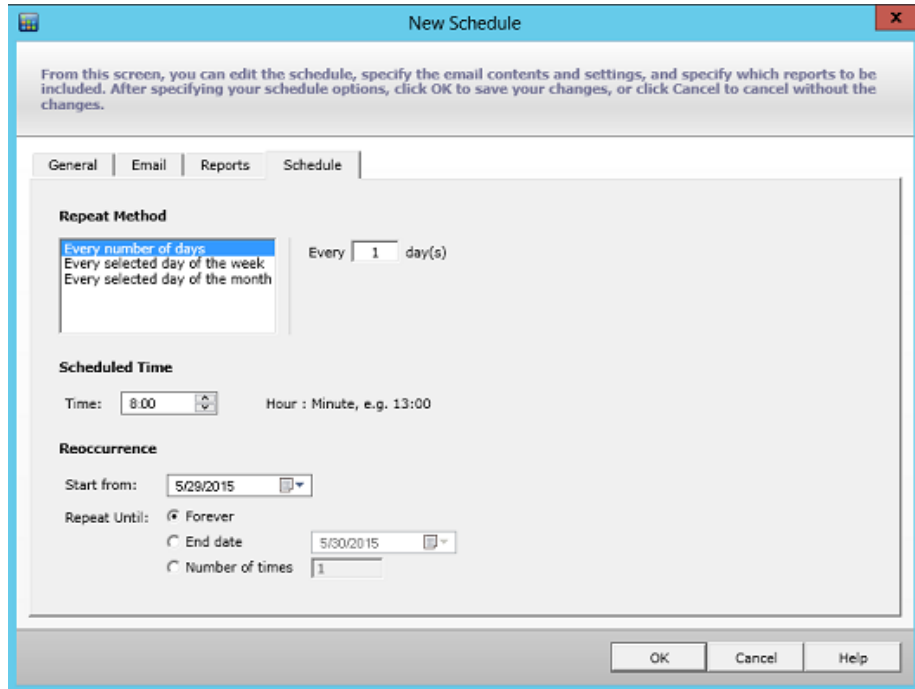 New Schedule
x
From this screen, you can edit the schedule, specify the email contents and settings, and specify which reports to be
included. After specifying your schedule options, click OK to save your changes, or click Cancel to cancel without the
changes.
General Email Reports Schedule
Repeat Method
Every number of days
Every selected day of the week
Every selected day of the month
Every 1 day(s)
Scheduled Time
Time: 8:00 Hour : Minute, e.g. 13:00
Reoccurrence
Start from: 5/29/2015
Repeat Until: Forever
End date 5/30/2015
Number of times 1
OK Cancel Help